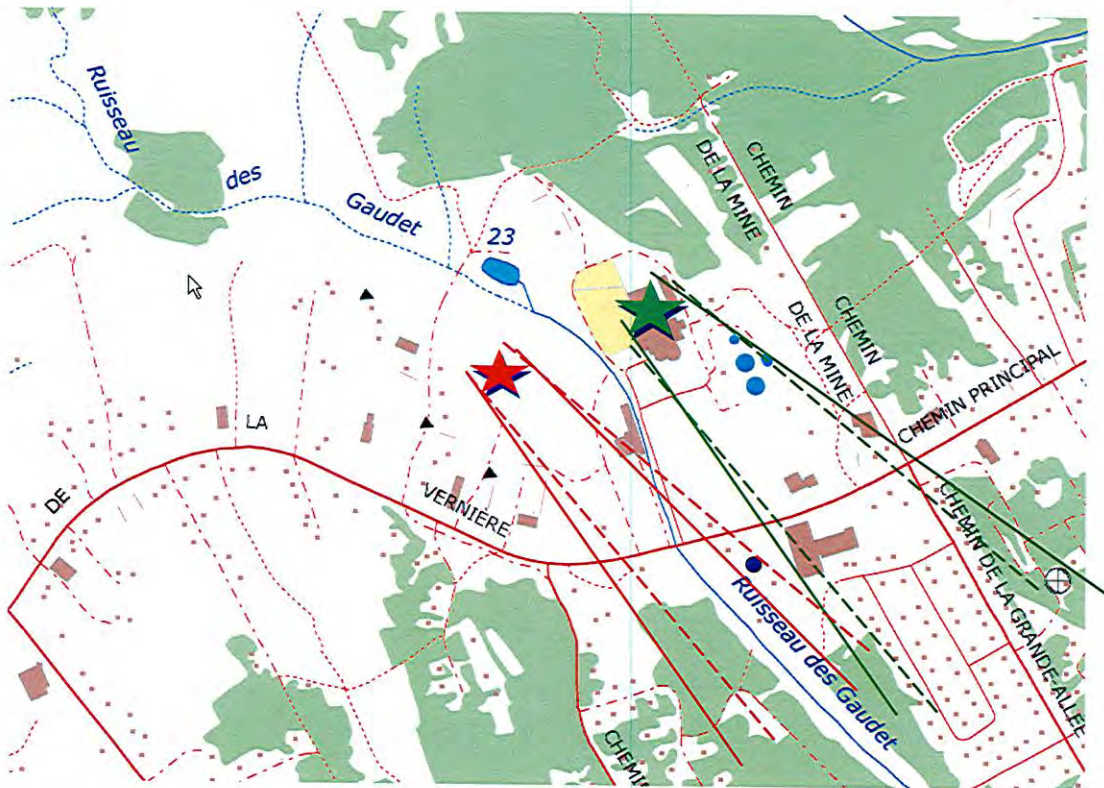 Ruisseau
des
Gaudet
23
CHEMIN
DE LA MINE
CHEMIN
DE LA MINE
CHEMIN PRINCIPAL
LA
DE
VERNIÈRE
CHEMIN DE LA GRANDE-ALLÉE
Ruisseau des Gaudet
CHEMIN